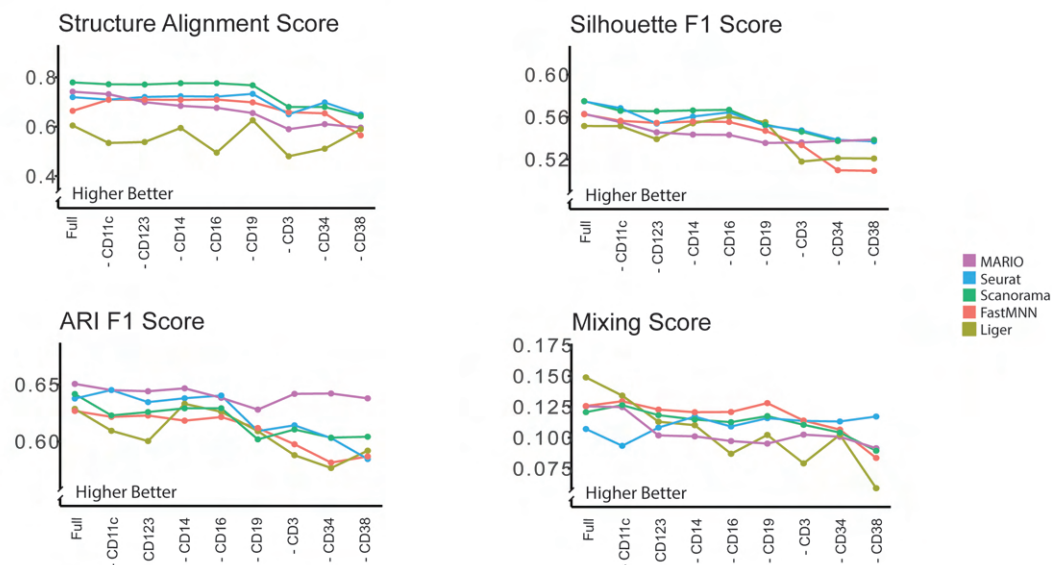 Structure Alignment Score
0.8
0.6
0.4
Higher Better
Full
- CD11c
- CD123
- CD14
- CD16
- CD19
- CD3
- CD34
- CD38
Silhouette F1 Score
0.60
0.56
0.52
Higher Better
Full
- CD11c
- CD123
- CD14
- CD16
- CD19
- CD3
- CD34
- CD38
MARIO
Seurat
Scanorama
FastMNN
Liger
ARI F1 Score
0.65
0.60
Higher Better
Full
- CD11c
CD123
- CD14
- CD16
- CD19
- CD3
- CD34
- CD38
Mixing Score
0.175
0.150
0.125
0.100
0.075
Higher Better
Full
- CD11c
CD123
- CD14
- CD16
- CD19
- CD3
- CD34
- CD38